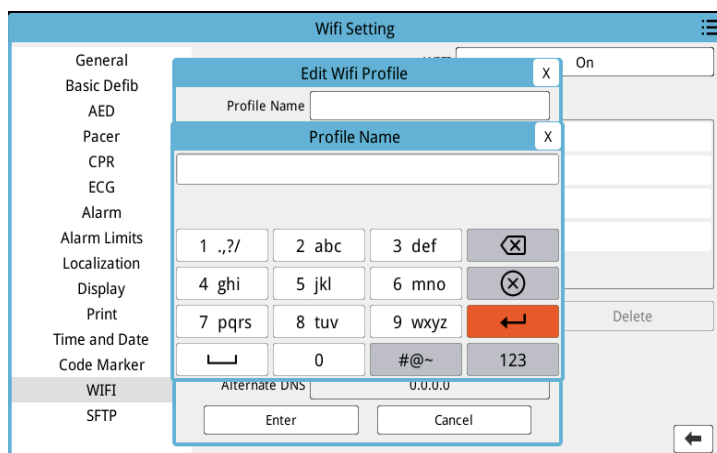 Wifi Setting
General
Basic Defib
AED
Pacer
CPR
ECG
Alarm
Alarm Limits
Localization
Display
Print
Time and Date
Code Marker
WIFI
SFTP
On
Delete
Edit Wifi Profile X
Profile Name
Profile Name X
1 .,?/ 2 abc 3 def
4 ghi 5 jkl 6 mno
7 pqrs 8 tuv 9 wxyz
0 #@~ 123
Alternate DNS 0.0.0.0
Enter Cancel